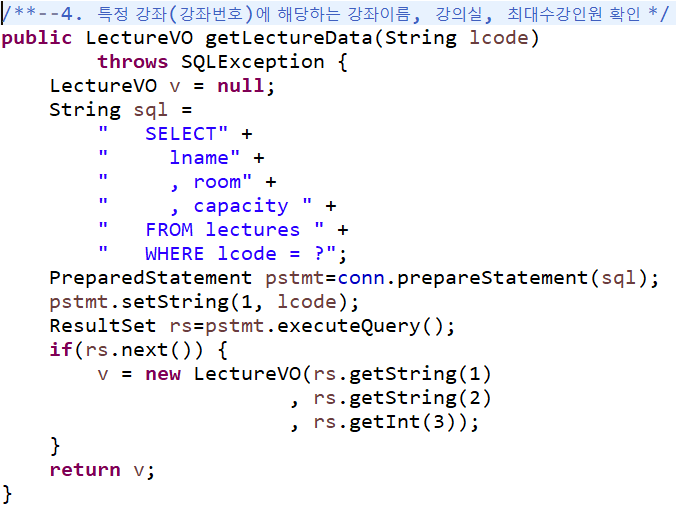 /**--4. 특정 강좌(강좌번호)에 해당하는 강좌이름, 강의실, 최대수강인원 확인 */
public LectureVO getLectureData(String lcode)
        throws SQLException {
    LectureVO v = null;
    String sql =
        "   SELECT" +
        "     lname" +
        "     , room" +
        "     , capacity " +
        "   FROM lectures " +
        "   WHERE lcode = ?";
    PreparedStatement pstmt=conn.prepareStatement(sql);
    pstmt.setString(1, lcode);
    ResultSet rs=pstmt.executeQuery();
    if(rs.next()) {
        v = new LectureVO(rs.getString(1)
                        , rs.getString(2)
                        , rs.getInt(3));
    }
    return v;
}